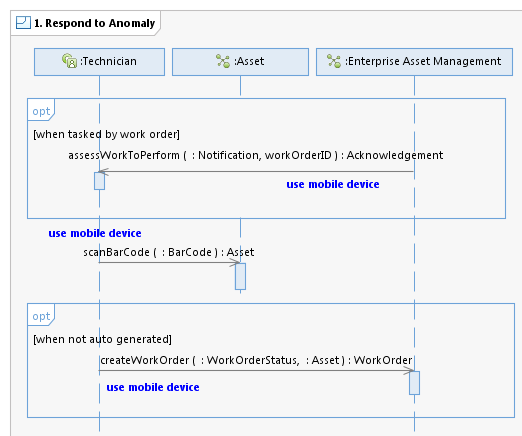 1. Respond to Anomaly
:Technician
:Asset
:Enterprise Asset Management
opt
[when tasked by work order]
assessWorkToPerform ( : Notification, workOrderID ) : Acknowledgement
use mobile device
use mobile device
scanBarCode ( : BarCode ) : Asset
opt
[when not auto generated]
createWorkOrder ( : WorkOrderStatus, : Asset ) : WorkOrder
use mobile device